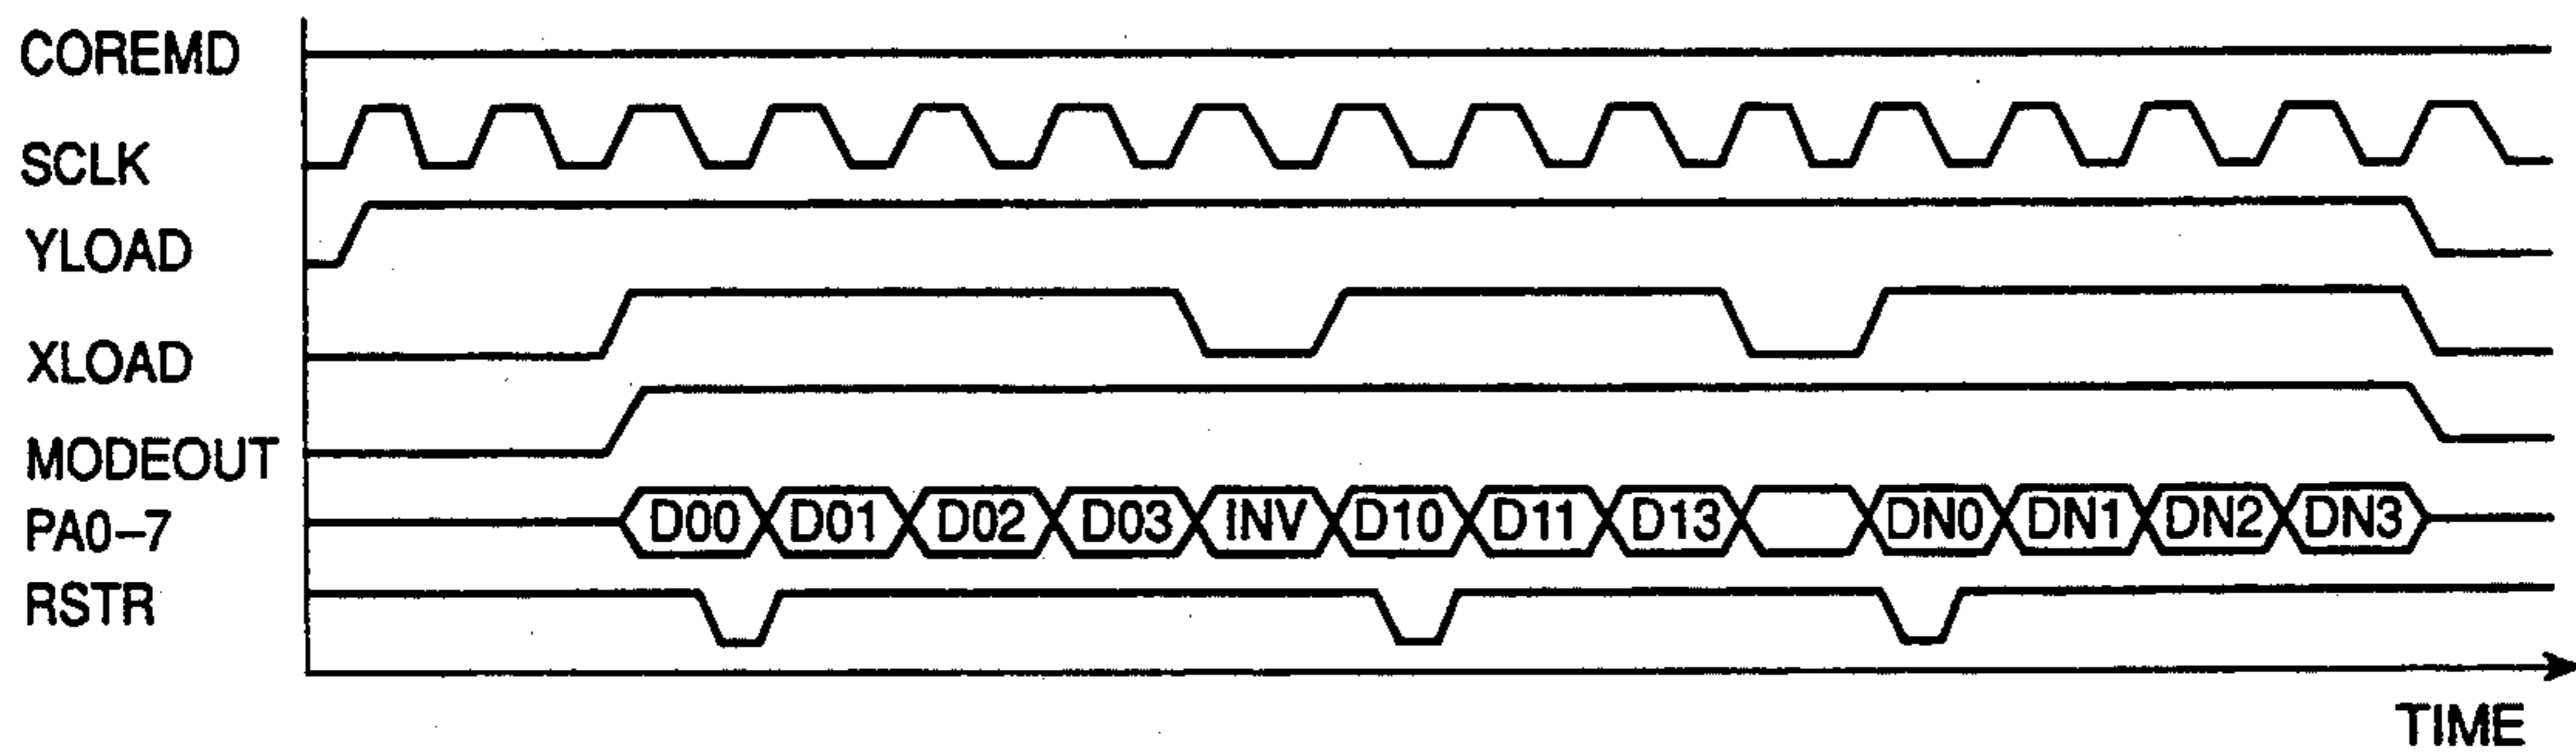 COREMD
SCLK
YLOAD
XLOAD
MODEOUT
PA0–7 D00 D01 D02 D03 INV D10 D11 D13 DN0 DN1 DN2 DN3
RSTR
TIME